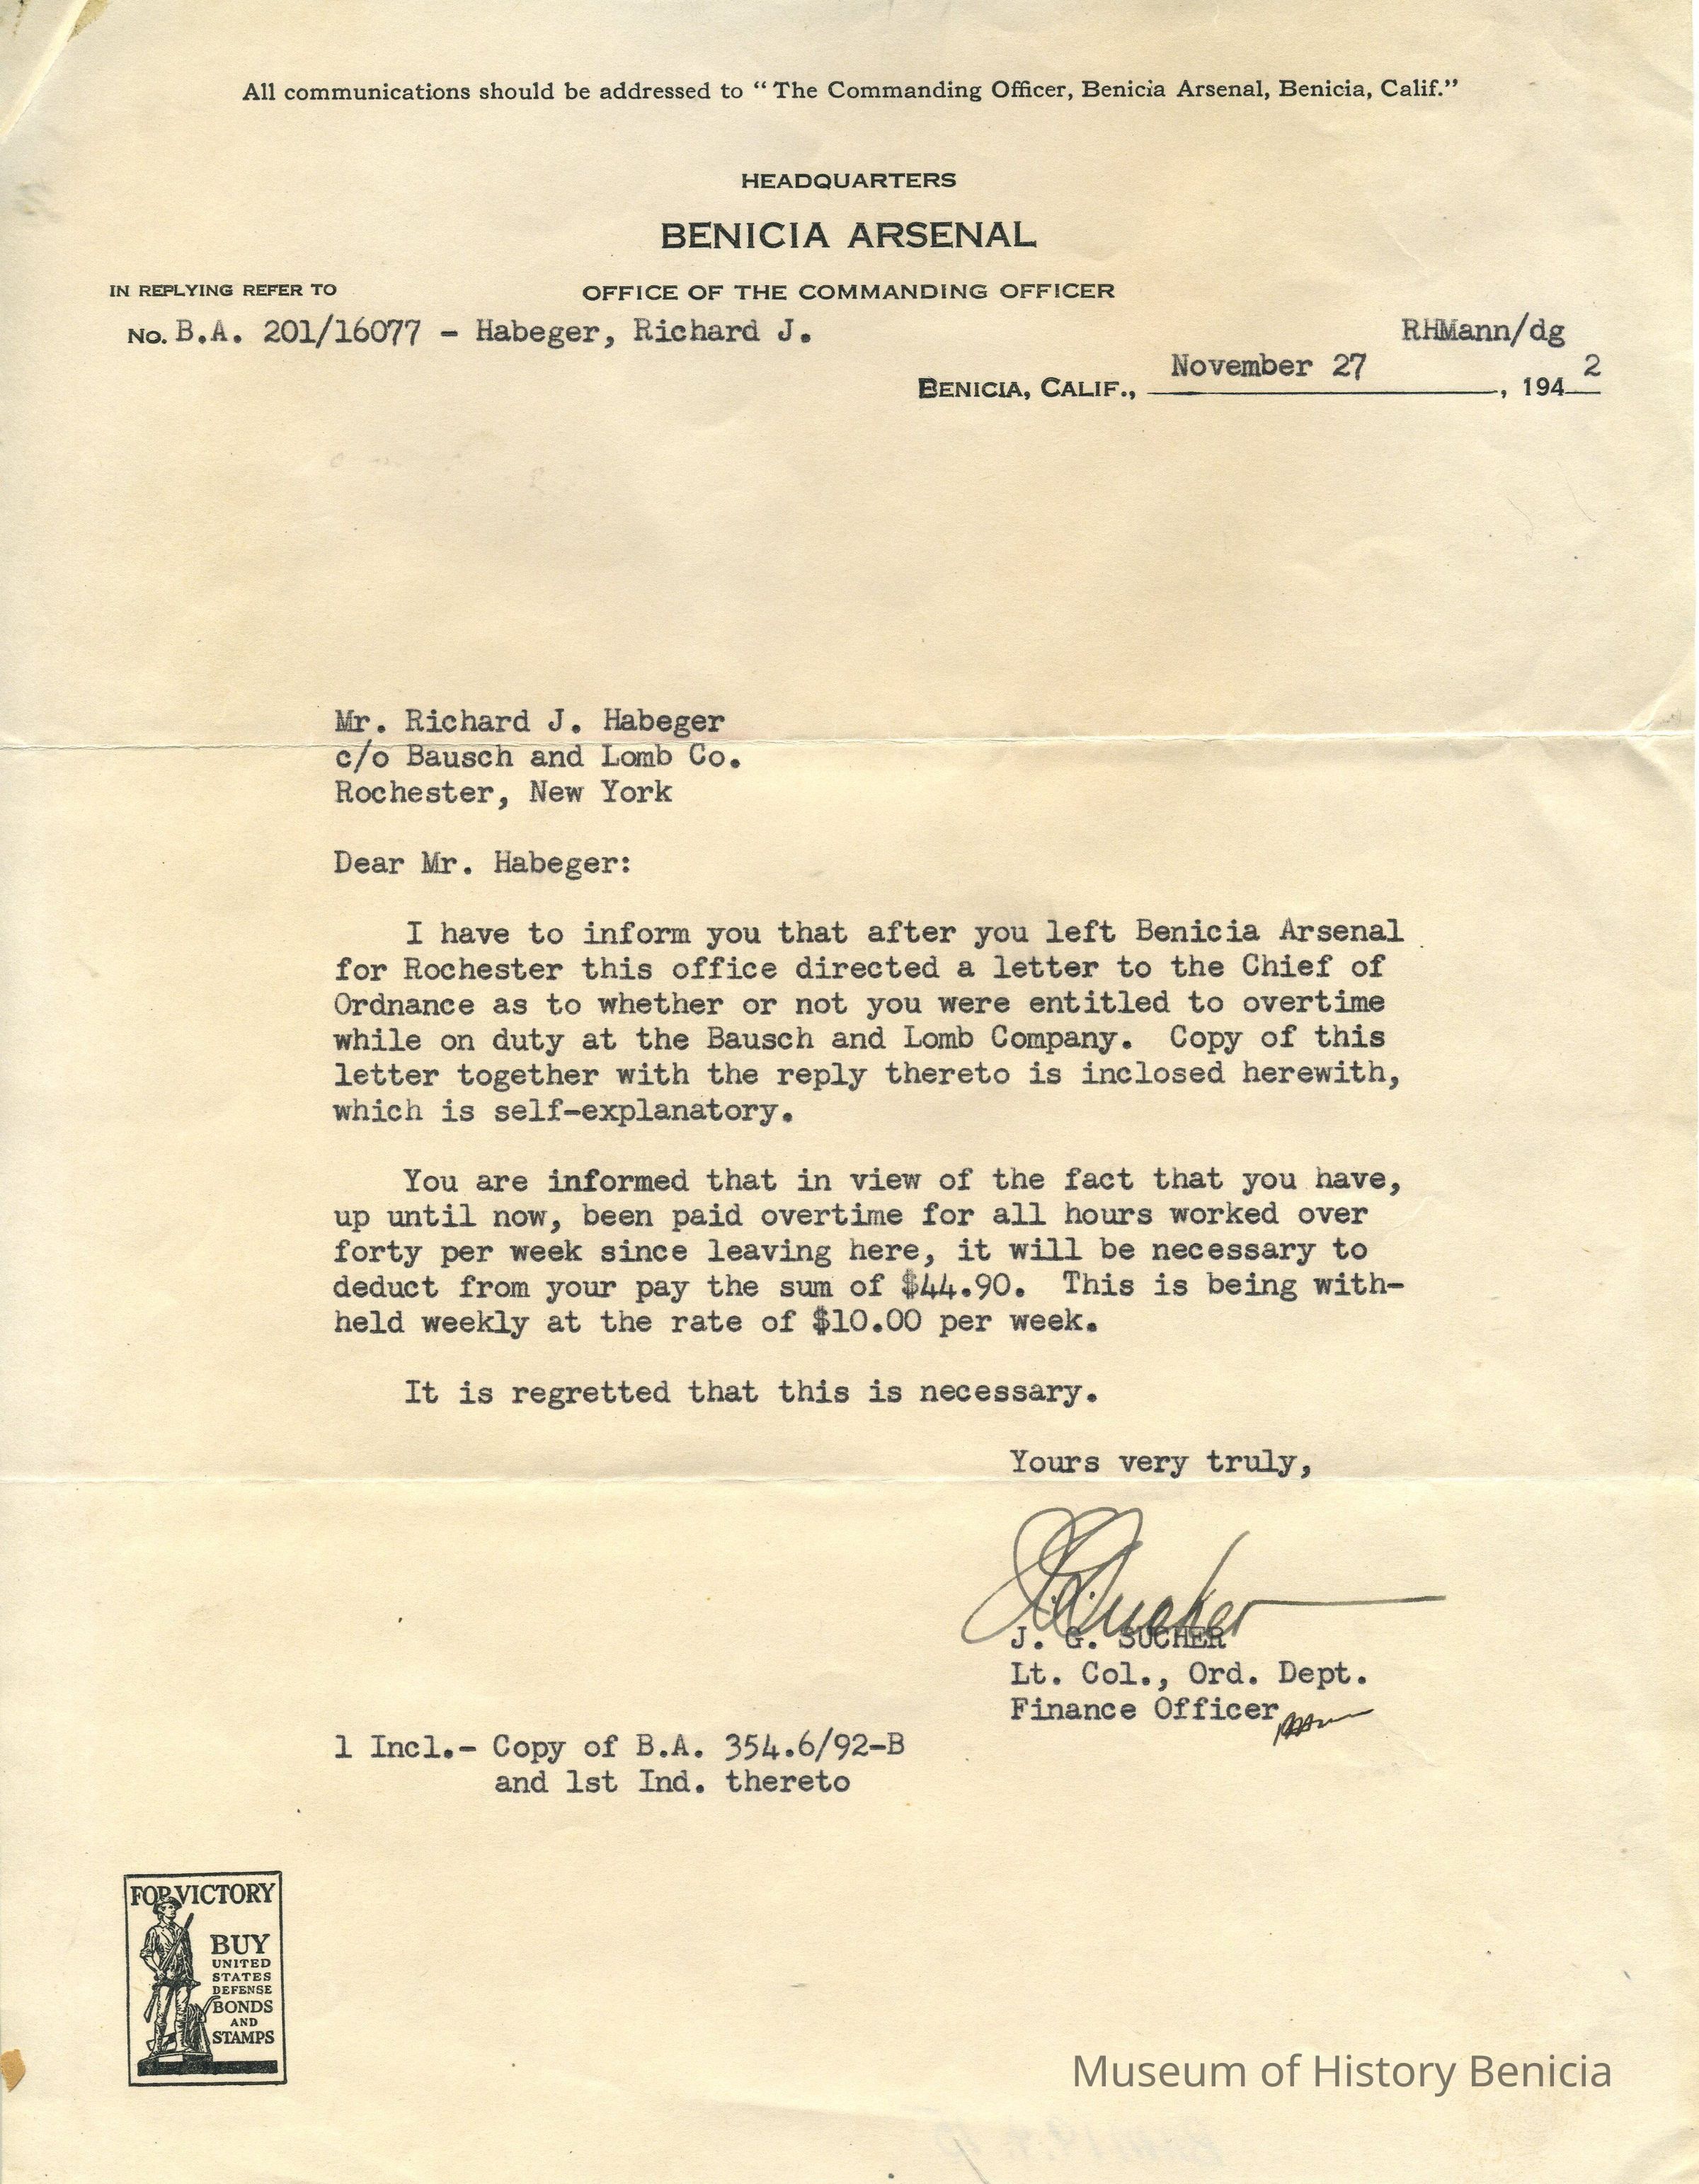 All communications should be addressed to “The Commanding Officer, Benicia Arsenal, Benicia, Calif.”
HEADQUARTERS
BENICIA ARSENAL
IN REPLYING REFER TO
OFFICE OF THE COMMANDING OFFICER
No. B.A. 201/16077 - Habeger, Richard J.
RHMann/dg
BENICIA, CALIF., November 27, 1942
Mr. Richard J. Habeger
c/o Bausch and Lomb Co.
Rochester, New York
Dear Mr. Habeger:
I have to inform you that after you left Benicia Arsenal
for Rochester this office directed a letter to the Chief of
Ordnance as to whether or not you were entitled to overtime
while on duty at the Bausch and Lomb Company. Copy of this
letter together with the reply thereto is inclosed herewith,
which is self-explanatory.
You are informed that in view of the fact that you have,
up until now, been paid overtime for all hours worked over
forty per week since leaving here, it will be necessary to
deduct from your pay the sum of $44.90. This is being with-
held weekly at the rate of $10.00 per week.
It is regretted that this is necessary.
Yours very truly,
J. G. Sucher
J. G. SUCHER
Lt. Col., Ord. Dept.
Finance Officer
1 Incl.- Copy of B.A. 354.6/92-B
and 1st Ind. thereto
FOR VICTORY
BUY
UNITED
STATES
DEFENSE
BONDS
AND
STAMPS
Museum of History Benicia